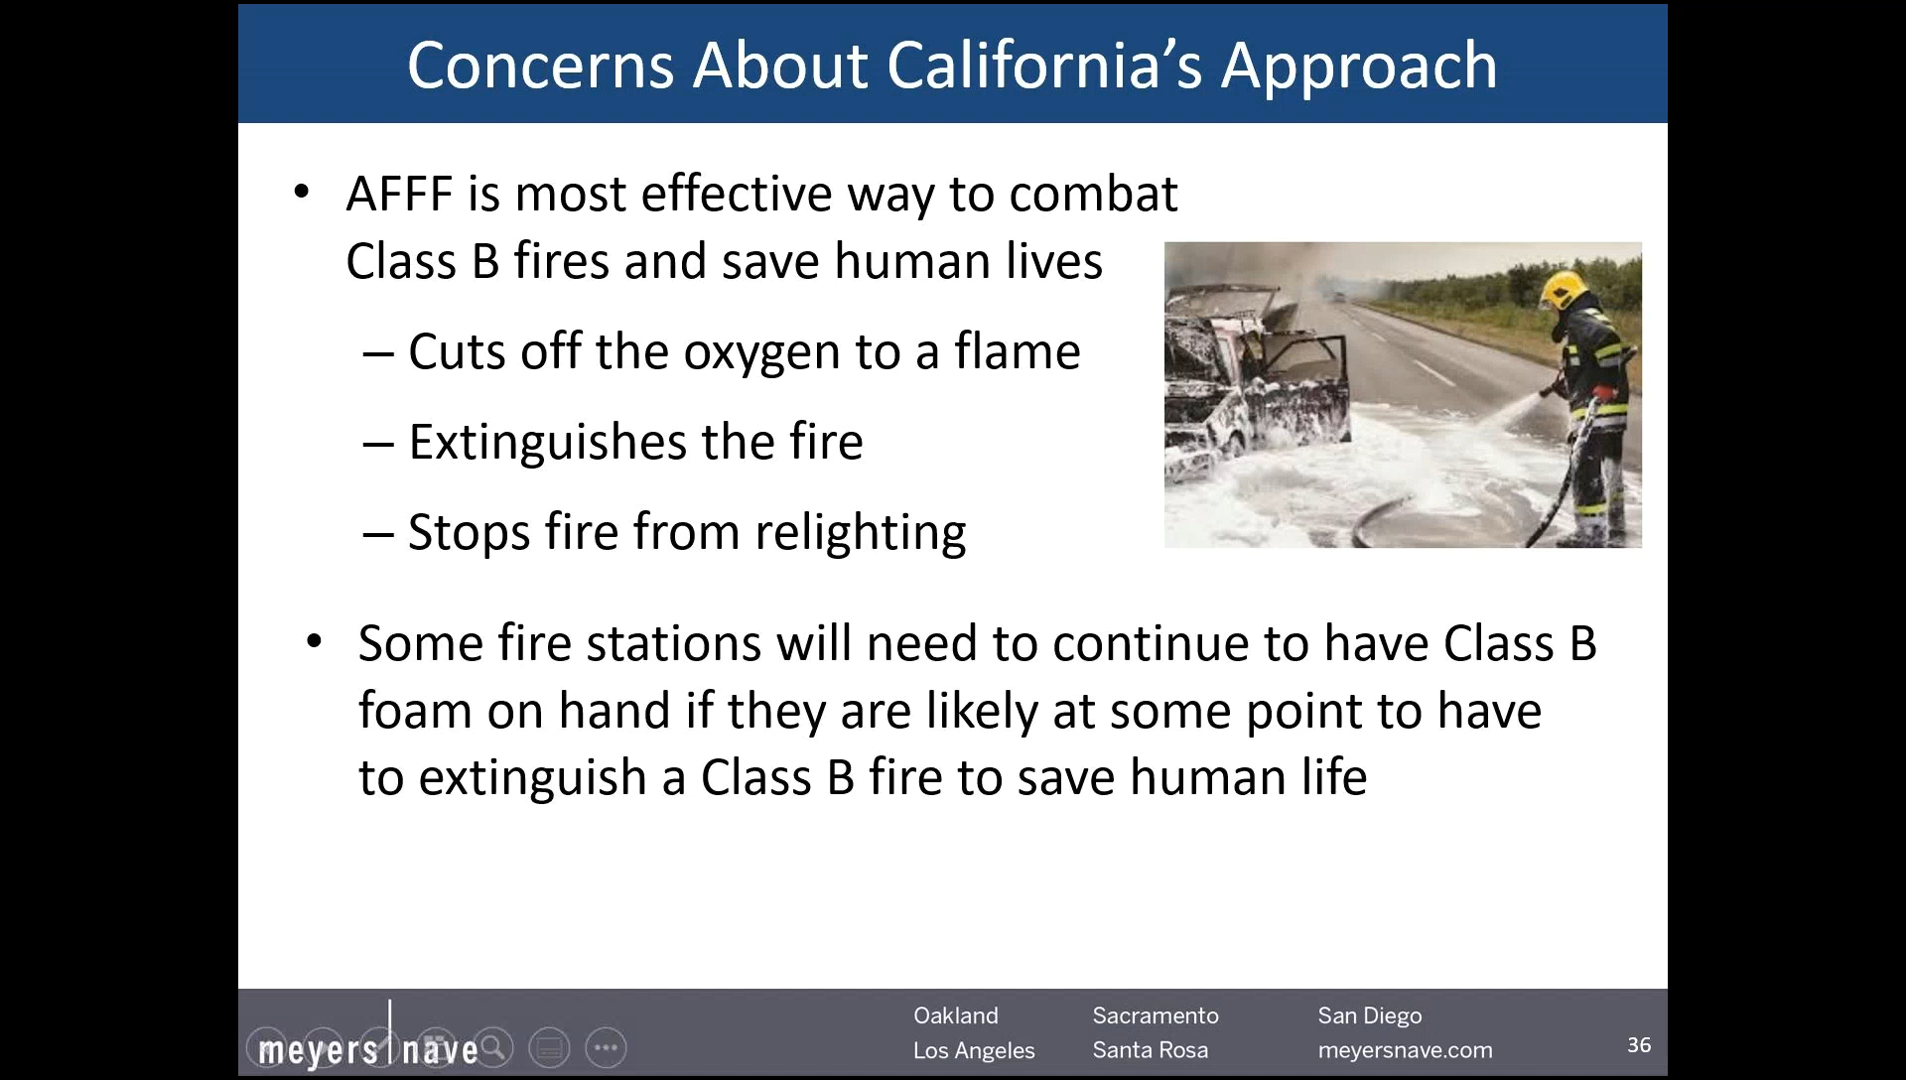 Concerns About California’s Approach
• AFFF is most effective way to combat
Class B fires and save human lives
– Cuts off the oxygen to a flame
– Extinguishes the fire
– Stops fire from relighting
• Some fire stations will need to continue to have Class B
foam on hand if they are likely at some point to have
to extinguish a Class B fire to save human life
meyers nave
Oakland Sacramento San Diego
Los Angeles Santa Rosa meyersnave.com
36